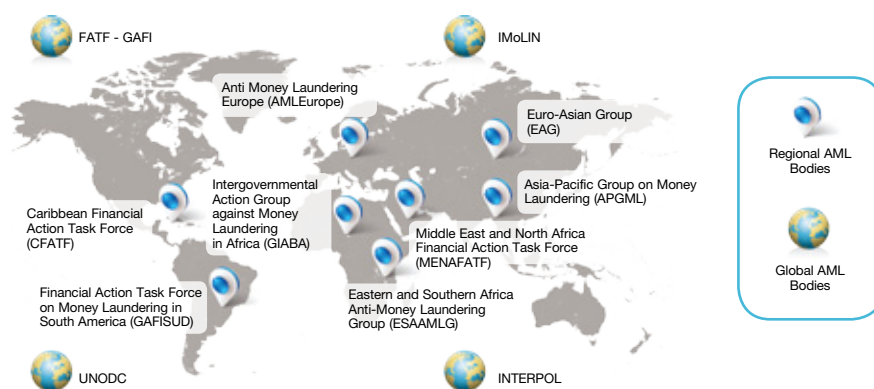 FATF - GAFI
IMoLIN
Anti Money Laundering
Europe (AMLEurope)
Euro-Asian Group
(EAG)
Regional AML
Bodies
Intergovernmental
Action Group
against Money
Laundering
in Africa (GIABA)
Asia-Pacific Group on Money
Laundering (APGML)
Caribbean Financial
Action Task Force
(CFATF)
Middle East and North Africa
Financial Action Task Force
(MENAFATF)
Global AML
Bodies
Financial Action Task Force
on Money Laundering in
South America (GAFISUD)
Eastern and Southern Africa
Anti-Money Laundering
Group (ESAAMLG)
UNODC
INTERPOL